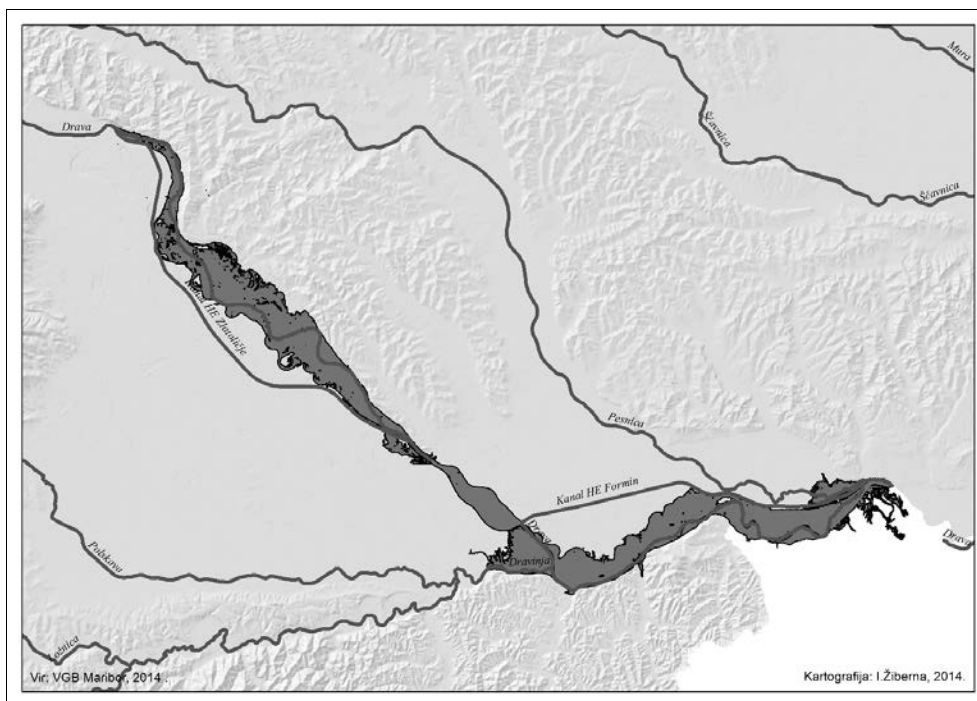 Mura
Drava
Ščavnica
Ščavnica
Kanal HE Zlatoličje
Pesnica
Kanal HE Formin
Drava
Drava
Polskava
Dravinja
Ložnica
Vir: VGB Maribor, 2014.
Kartografija: I.Žiberna, 2014.